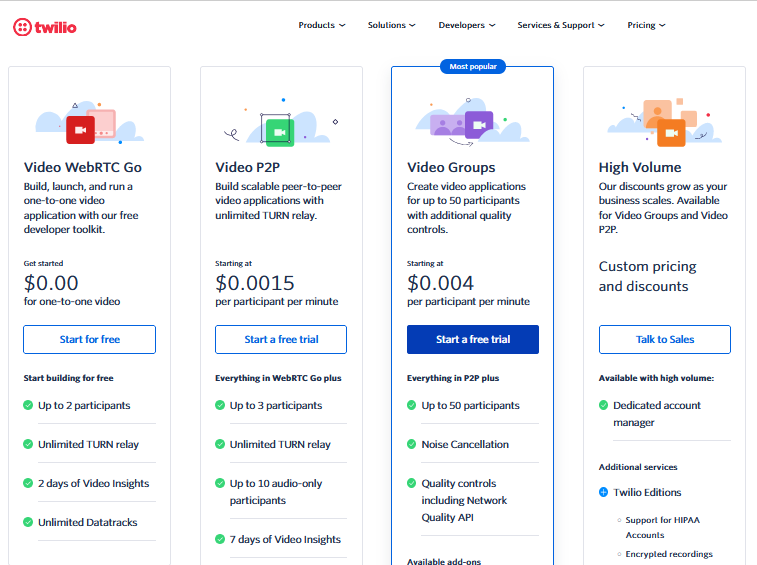 twilio
Products
Solutions
Developers
Services & Support
Pricing
Video WebRTC Go
Build, launch, and run a
one-to-one video
application with our free
developer toolkit.
Get started
$0.00
for one-to-one video
Start for free
Start building for free
Up to 2 participants
Unlimited TURN relay
2 days of Video Insights
Unlimited Datatracks
Video P2P
Build scalable peer-to-peer
video applications with
unlimited TURN relay.
Starting at
$0.0015
per participant per minute
Start a free trial
Everything in WebRTC Go plus
Up to 3 participants
Unlimited TURN relay
Up to 10 audio-only
participants
7 days of Video Insights
Most popular
Video Groups
Create video applications
for up to 50 participants
with additional quality
controls.
Starting at
$0.004
per participant per minute
Start a free trial
Everything in P2P plus
Up to 50 participants
Noise Cancellation
Quality controls
including Network
Quality API
Available add-ons
High Volume
Our discounts grow as your
business scales. Available
for Video Groups and Video
P2P.
Custom pricing
and discounts
Talk to Sales
Available with high volume:
Dedicated account
manager
Additional services
Twilio Editions
Support for HIPAA
Accounts
Encrypted recordings